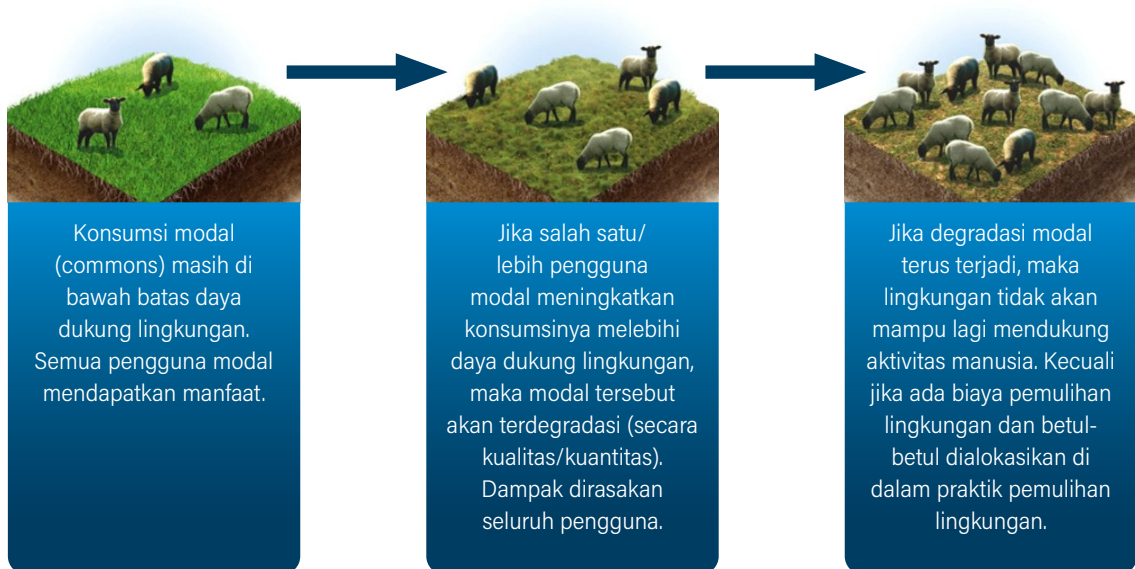 Konsumsi modal
(commons) masih di
bawah batas daya
dukung lingkungan.
Semua pengguna modal
mendapatkan manfaat.
Jika salah satu/
lebih pengguna
modal meningkatkan
konsumsinya melebihi
daya dukung lingkungan,
maka modal tersebut
akan terdegradasi (secara
kualitas/kuantitas).
Dampak dirasakan
seluruh pengguna.
Jika degradasi modal
terus terjadi, maka
lingkungan tidak akan
mampu lagi mendukung
aktivitas manusia. Kecuali
jika ada biaya pemulihan
lingkungan dan betul-
betul dialokasikan di
dalam praktik pemulihan
lingkungan.